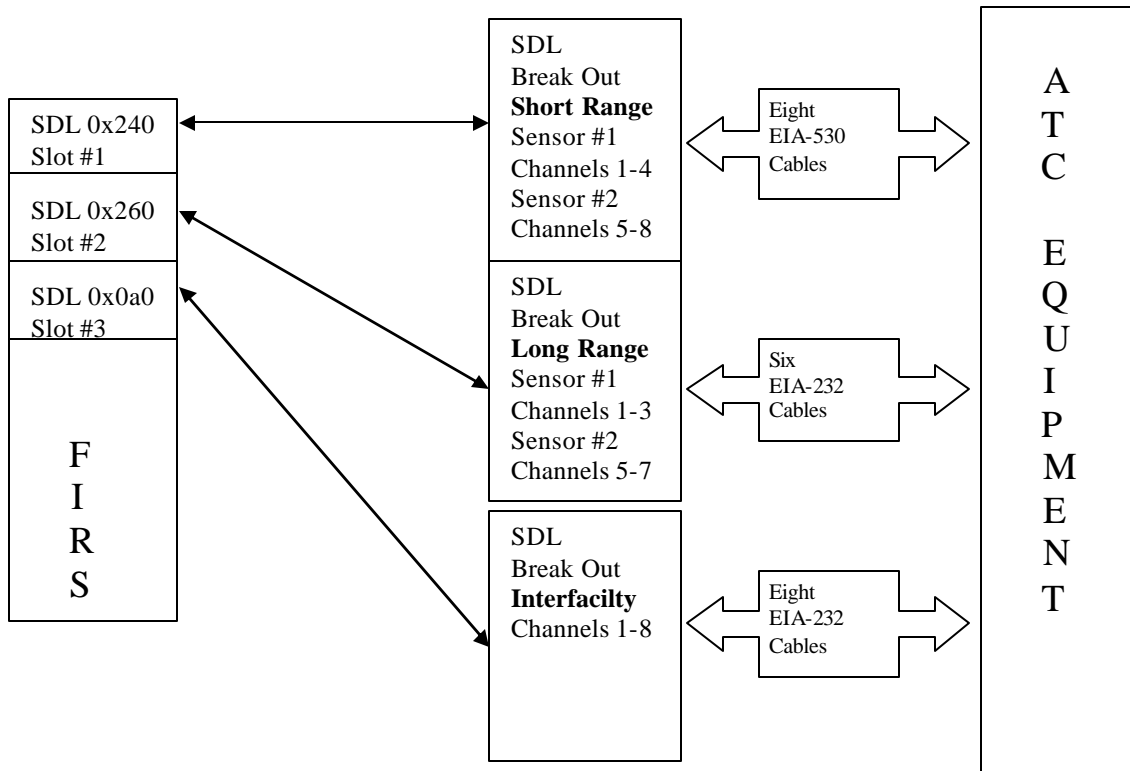 SDL 0x240
Slot #1
SDL 0x260
Slot #2
SDL 0x0a0
Slot #3
FIRS
SDL
Break Out
Short Range
Sensor #1
Channels 1-4
Sensor #2
Channels 5-8
SDL
Break Out
Long Range
Sensor #1
Channels 1-3
Sensor #2
Channels 5-7
SDL
Break Out
Interfacilty
Channels 1-8
Eight
EIA-530
Cables
Six
EIA-232
Cables
Eight
EIA-232
Cables
ATC EQUIPMENT